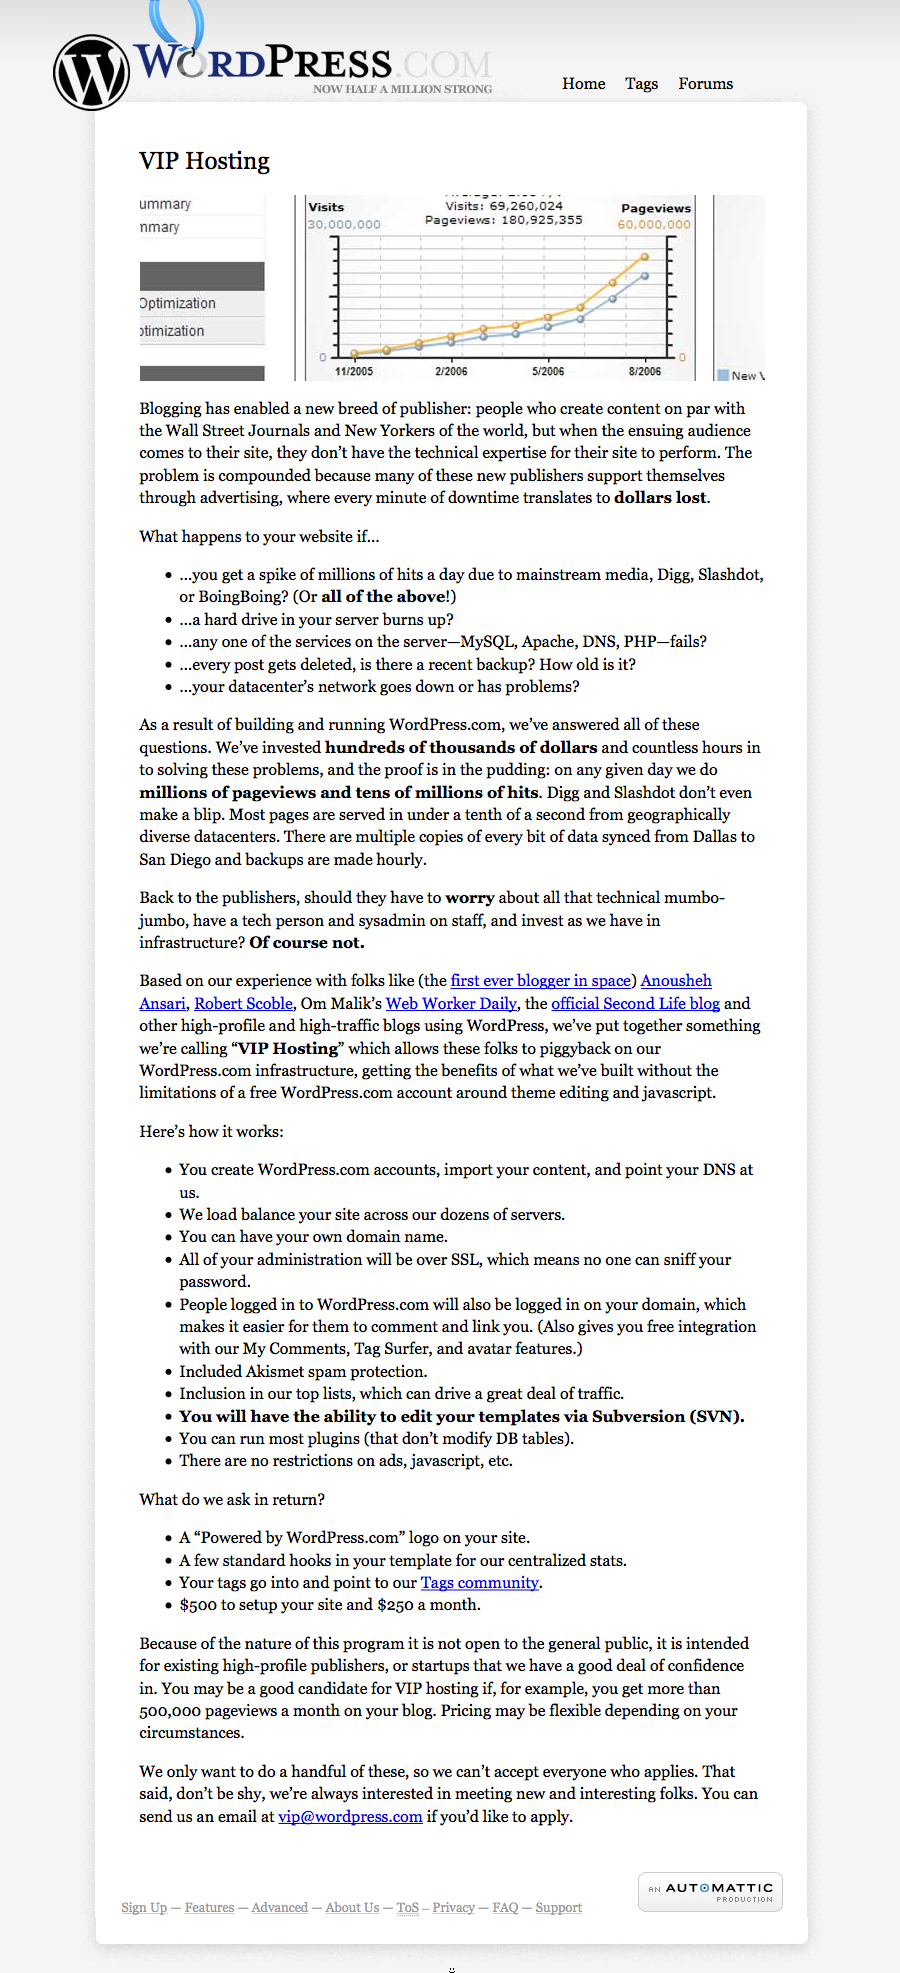 WORDPRESS.COM
NOW HALF A MILLION STRONG
Home Tags Forums
VIP Hosting
ummary
nmary
Optimization
otimization
Visits
30,000,000
Visits: 69,260,024
Pageviews: 180,925,355
Pageviews
60,000,000
0
0
11/2005 2/2006 5/2006 8/2006
New
Blogging has enabled a new breed of publisher: people who create content on par with
the Wall Street Journals and New Yorkers of the world, but when the ensuing audience
comes to their site, they don’t have the technical expertise for their site to perform. The
problem is compounded because many of these new publishers support themselves
through advertising, where every minute of downtime translates to dollars lost.
What happens to your website if…
• …you get a spike of millions of hits a day due to mainstream media, Digg, Slashdot,
or BoingBoing? (Or all of the above!)
• …a hard drive in your server burns up?
• …any one of the services on the server—MySQL, Apache, DNS, PHP—fails?
• …every post gets deleted, is there a recent backup? How old is it?
• …your datacenter’s network goes down or has problems?
As a result of building and running WordPress.com, we’ve answered all of these
questions. We’ve invested hundreds of thousands of dollars and countless hours in
to solving these problems, and the proof is in the pudding: on any given day we do
millions of pageviews and tens of millions of hits. Digg and Slashdot don’t even
make a blip. Most pages are served in under a tenth of a second from geographically
diverse datacenters. There are multiple copies of every bit of data synced from Dallas to
San Diego and backups are made hourly.
Back to the publishers, should they have to worry about all that technical mumbo-
jumbo, have a tech person and sysadmin on staff, and invest as we have in
infrastructure? Of course not.
Based on our experience with folks like (the first ever blogger in space) Anousheh
Ansari, Robert Scoble, Om Malik’s Web Worker Daily, the official Second Life blog and
other high-profile and high-traffic blogs using WordPress, we’ve put together something
we’re calling “VIP Hosting” which allows these folks to piggyback on our
WordPress.com infrastructure, getting the benefits of what we’ve built without the
limitations of a free WordPress.com account around theme editing and javascript.
Here’s how it works:
• You create WordPress.com accounts, import your content, and point your DNS at
us.
• We load balance your site across our dozens of servers.
• You can have your own domain name.
• All of your administration will be over SSL, which means no one can sniff your
password.
• People logged in to WordPress.com will also be logged in on your domain, which
makes it easier for them to comment and link you. (Also gives you free integration
with our My Comments, Tag Surfer, and avatar features.)
• Included Akismet spam protection.
• Inclusion in our top lists, which can drive a great deal of traffic.
• You will have the ability to edit your templates via Subversion (SVN).
• You can run most plugins (that don’t modify DB tables).
• There are no restrictions on ads, javascript, etc.
What do we ask in return?
• A “Powered by WordPress.com” logo on your site.
• A few standard hooks in your template for our centralized stats.
• Your tags go into and point to our Tags community.
• $500 to setup your site and $250 a month.
Because of the nature of this program it is not open to the general public, it is intended
for existing high-profile publishers, or startups that we have a good deal of confidence
in. You may be a good candidate for VIP hosting if, for example, you get more than
500,000 pageviews a month on your blog. Pricing may be flexible depending on your
circumstances.
We only want to do a handful of these, so we can’t accept everyone who applies. That
said, don’t be shy, we’re always interested in meeting new and interesting folks. You can
send us an email at vip@wordpress.com if you’d like to apply.
AN AUTOMATTIC
PRODUCTION
Sign Up — Features — Advanced — About Us — ToS — Privacy — FAQ — Support